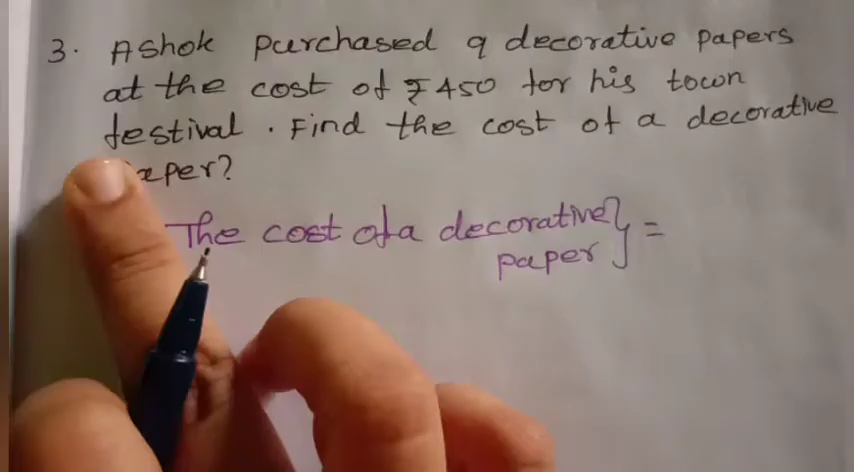 3. Ashok purchased 9 decorative papers
at the cost of ₹450 for his town
festival. Find the cost of a decorative
paper?
The cost of a decorative } =
paper